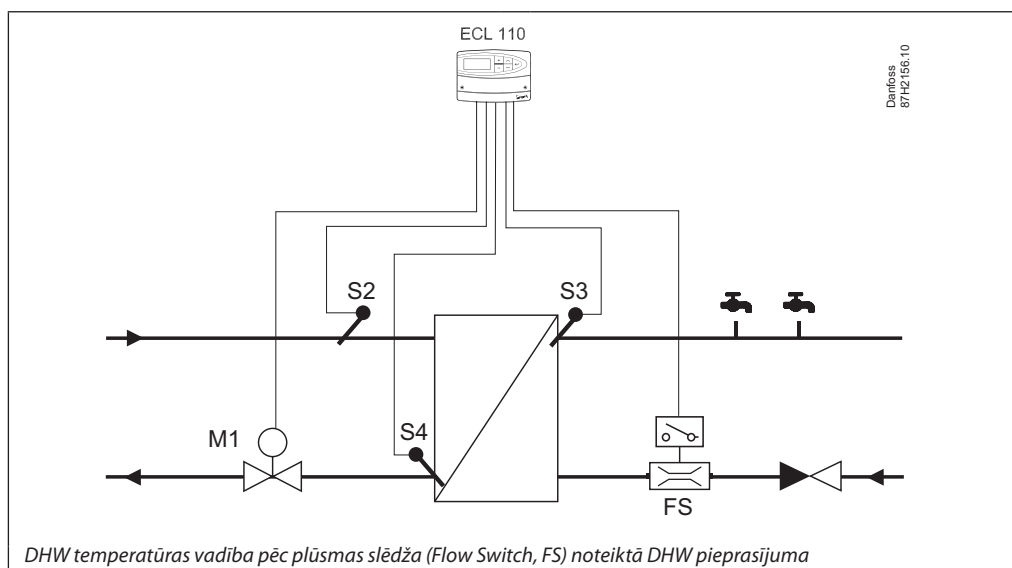 ECL 110
Danfoss
87H2156.10
S2
S3
M1
S4
FS
DHW temperatūras vadība pēc plūsmas slēdža (Flow Switch, FS) noteiktā DHW pieprasījuma